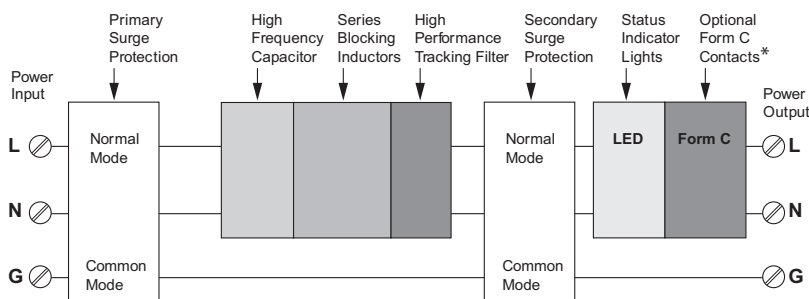 Primary
Surge
Protection
High
Frequency
Capacitor
Series
Blocking
Inductors
High
Performance
Tracking Filter
Secondary
Surge
Protection
Status
Indicator
Lights
Optional
Form C
Contacts*
Power
Input
Power
Output
L
Normal
Mode
Normal
Mode
LED
Form C
L
N
N
G
Common
Mode
Common
Mode
G